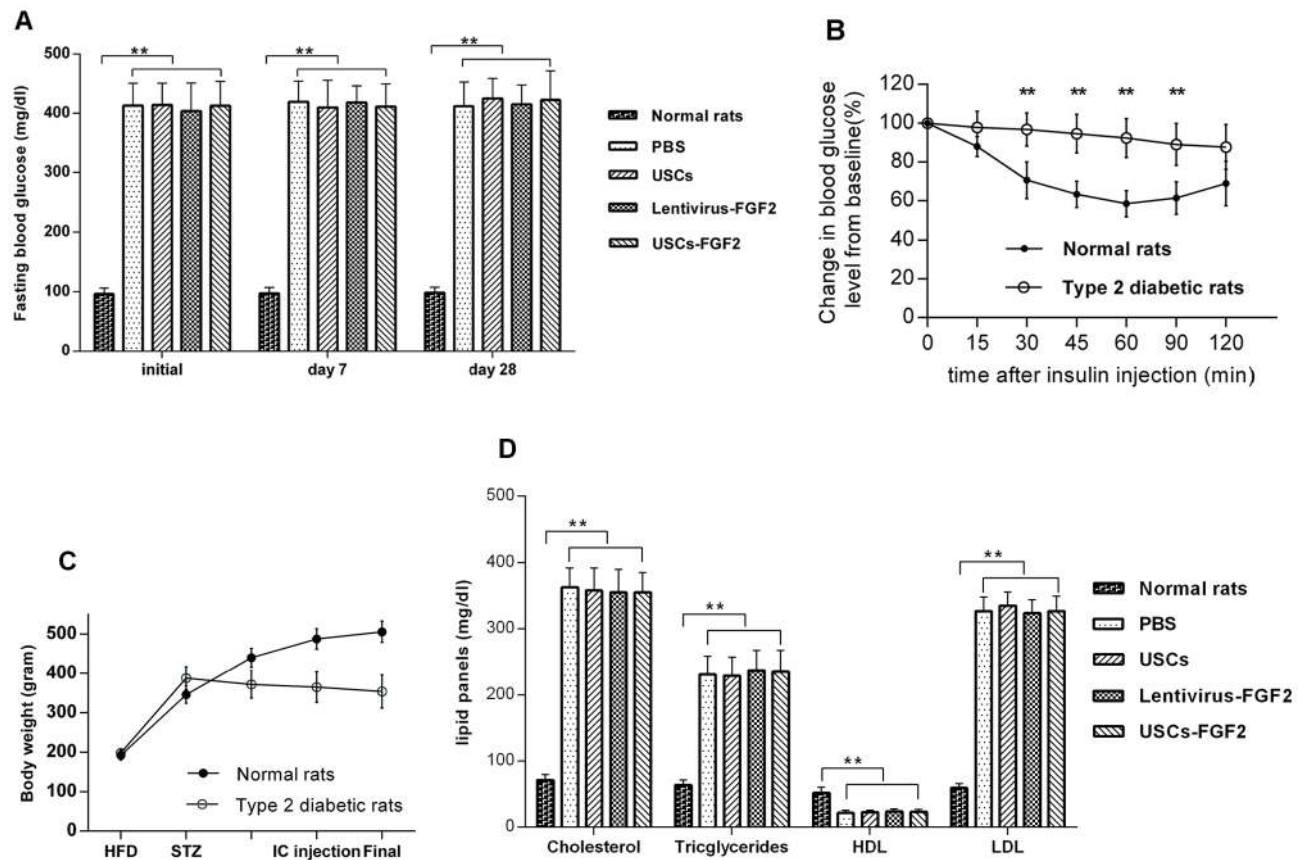 A
Fasting blood glucose (mg/dl)
500
400
300
200
100
0
**
**
**
initial
day 7
day 28
Normal rats
PBS
USCs
Lentivirus-FGF2
USCs-FGF2
B
Change in blood glucose
level from baseline(%)
120
100
80
60
40
20
0
** ** ** **
Normal rats
Type 2 diabetic rats
0 15 30 45 60 90 120
time after insulin injection (min)
C
Body weight (gram)
500
400
300
200
100
0
Normal rats
Type 2 diabetic rats
HFD STZ IC injection Final
D
lipid panels (mg/dl)
500
400
300
200
100
0
**
**
**
**
Cholesterol
Tricglycerides
HDL
LDL
Normal rats
PBS
USCs
Lentivirus-FGF2
USCs-FGF2